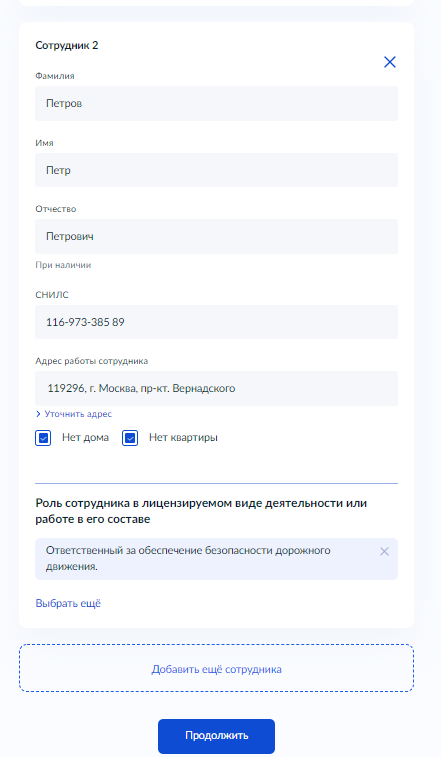 Сотрудник 2
Фамилия
Петров
Имя
Петр
Отчество
Петрович
При наличии
СНИЛС
116-973-385 89
Адрес работы сотрудника
119296, г. Москва, пр-кт. Вернадского
Уточнить адрес
Нет дома Нет квартиры
Роль сотрудника в лицензируемом виде деятельности или
работе в его составе
Ответственный за обеспечение безопасности дорожного
движения.
Выбрать ещё
Добавить ещё сотрудника
Продолжить